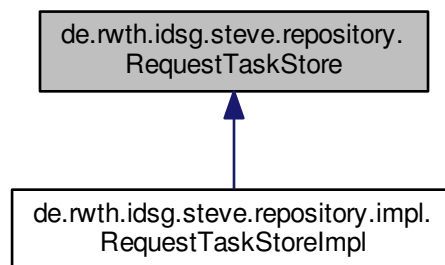 de.rwth.idsg.steve.repository.
RequestTaskStore
de.rwth.idsg.steve.repository.impl.
RequestTaskStoreImpl